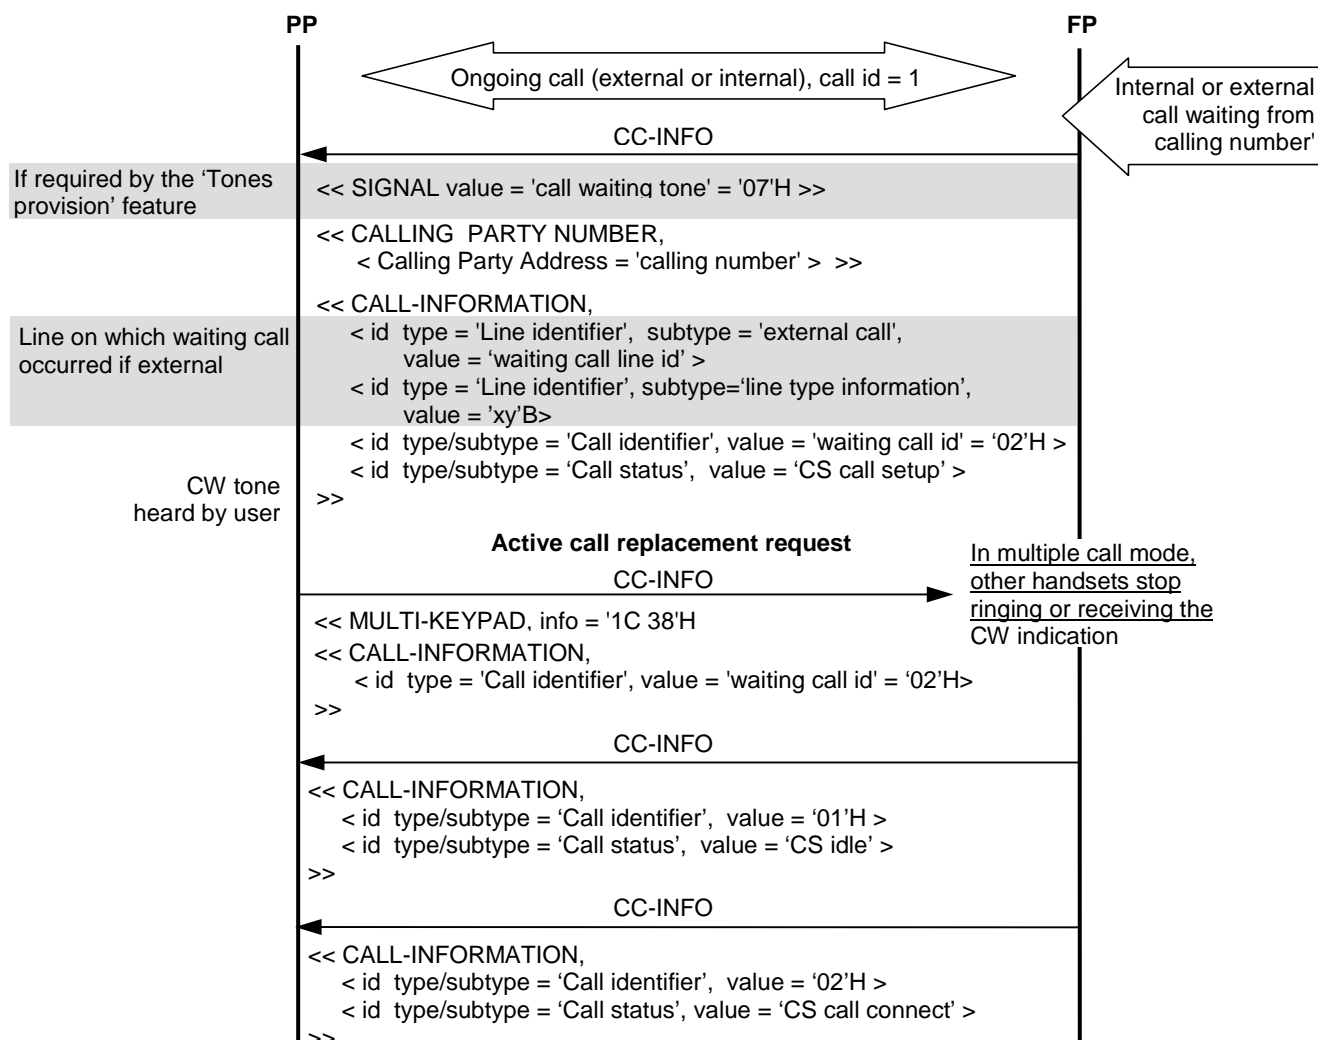 PP
FP
Ongoing call (external or internal), call id = 1
Internal or external
call waiting from
calling number'
CC-INFO
If required by the ‘Tones
provision’ feature
<< SIGNAL value = 'call waiting tone' = '07'H >>
<< CALLING PARTY NUMBER,
< Calling Party Address = 'calling number' > >>
<< CALL-INFORMATION,
Line on which waiting call
occurred if external
< id type = 'Line identifier', subtype = 'external call',
value = ‘waiting call line id’ >
< id type = ‘Line identifier’, subtype=‘line type information’,
value = ’xy’B>
< id type/subtype = 'Call identifier', value = 'waiting call id' = ‘02’H >
< id type/subtype = ‘Call status’, value = ‘CS call setup’ >
>>
CW tone
heard by user
Active call replacement request
CC-INFO
In multiple call mode,
other handsets stop
ringing or receiving the
CW indication
<< MULTI-KEYPAD, info = '1C 38'H
<< CALL-INFORMATION,
< id type = 'Call identifier', value = 'waiting call id' = ‘02’H>
>>
CC-INFO
<< CALL-INFORMATION,
< id type/subtype = ‘Call identifier’, value = ‘01’H >
< id type/subtype = ‘Call status’, value = ‘CS idle’ >
>>
CC-INFO
<< CALL-INFORMATION,
< id type/subtype = ‘Call identifier’, value = ‘02’H >
< id type/subtype = ‘Call status’, value = ‘CS call connect’ >
>>